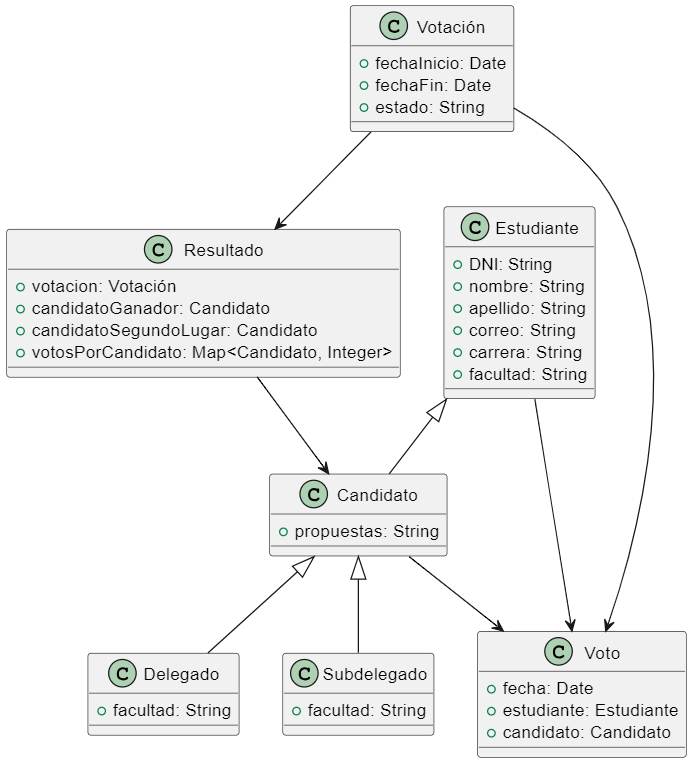 C Votación
fechaInicio: Date
fechaFin: Date
estado: String
C Resultado
votacion: Votación
candidatoGanador: Candidato
candidatoSegundoLugar: Candidato
votosPorCandidato: Map<Candidato, Integer>
C Estudiante
DNI: String
nombre: String
apellido: String
correo: String
carrera: String
facultad: String
C Candidato
propuestas: String
C Delegado
facultad: String
C Subdelegado
facultad: String
C Voto
fecha: Date
estudiante: Estudiante
candidato: Candidato